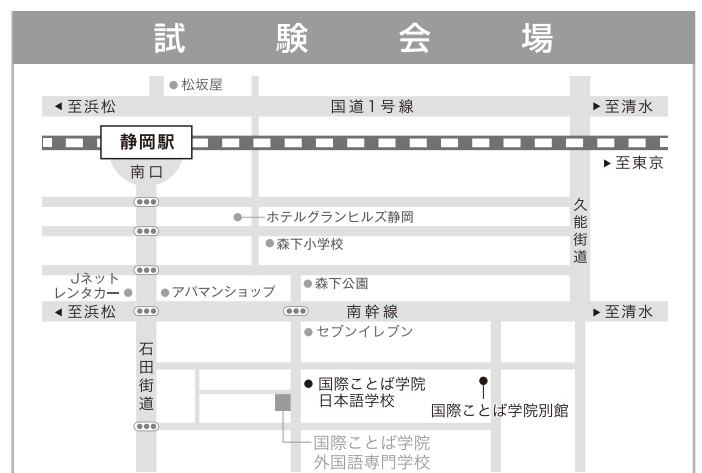 試験会場
松坂屋
至浜松
国道1号線
至清水
静岡駅
南口
至東京
久能街道
ホテルグランヒルズ静岡
森下小学校
Jネット
レンタカー
アパマンショップ
森下公園
至浜松
南幹線
至清水
セブンイレブン
石田街道
国際ことば学院
日本語学校
国際ことば学院別館
国際ことば学院
外国語専門学校